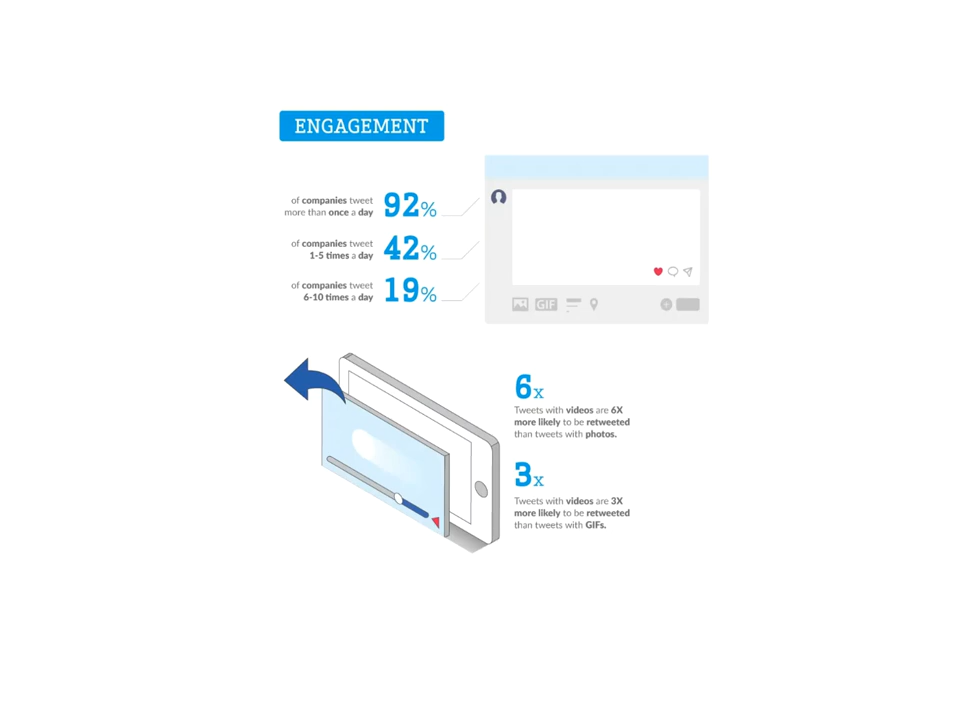 ENGAGEMENT
of companies tweet
more than once a day
92%
of companies tweet
1-5 times a day
42%
of companies tweet
6-10 times a day
19%
GIF
6x
Tweets with videos are 6X
more likely to be retweeted
than tweets with photos.
3x
Tweets with videos are 3X
more likely to be retweeted
than tweets with GIFs.